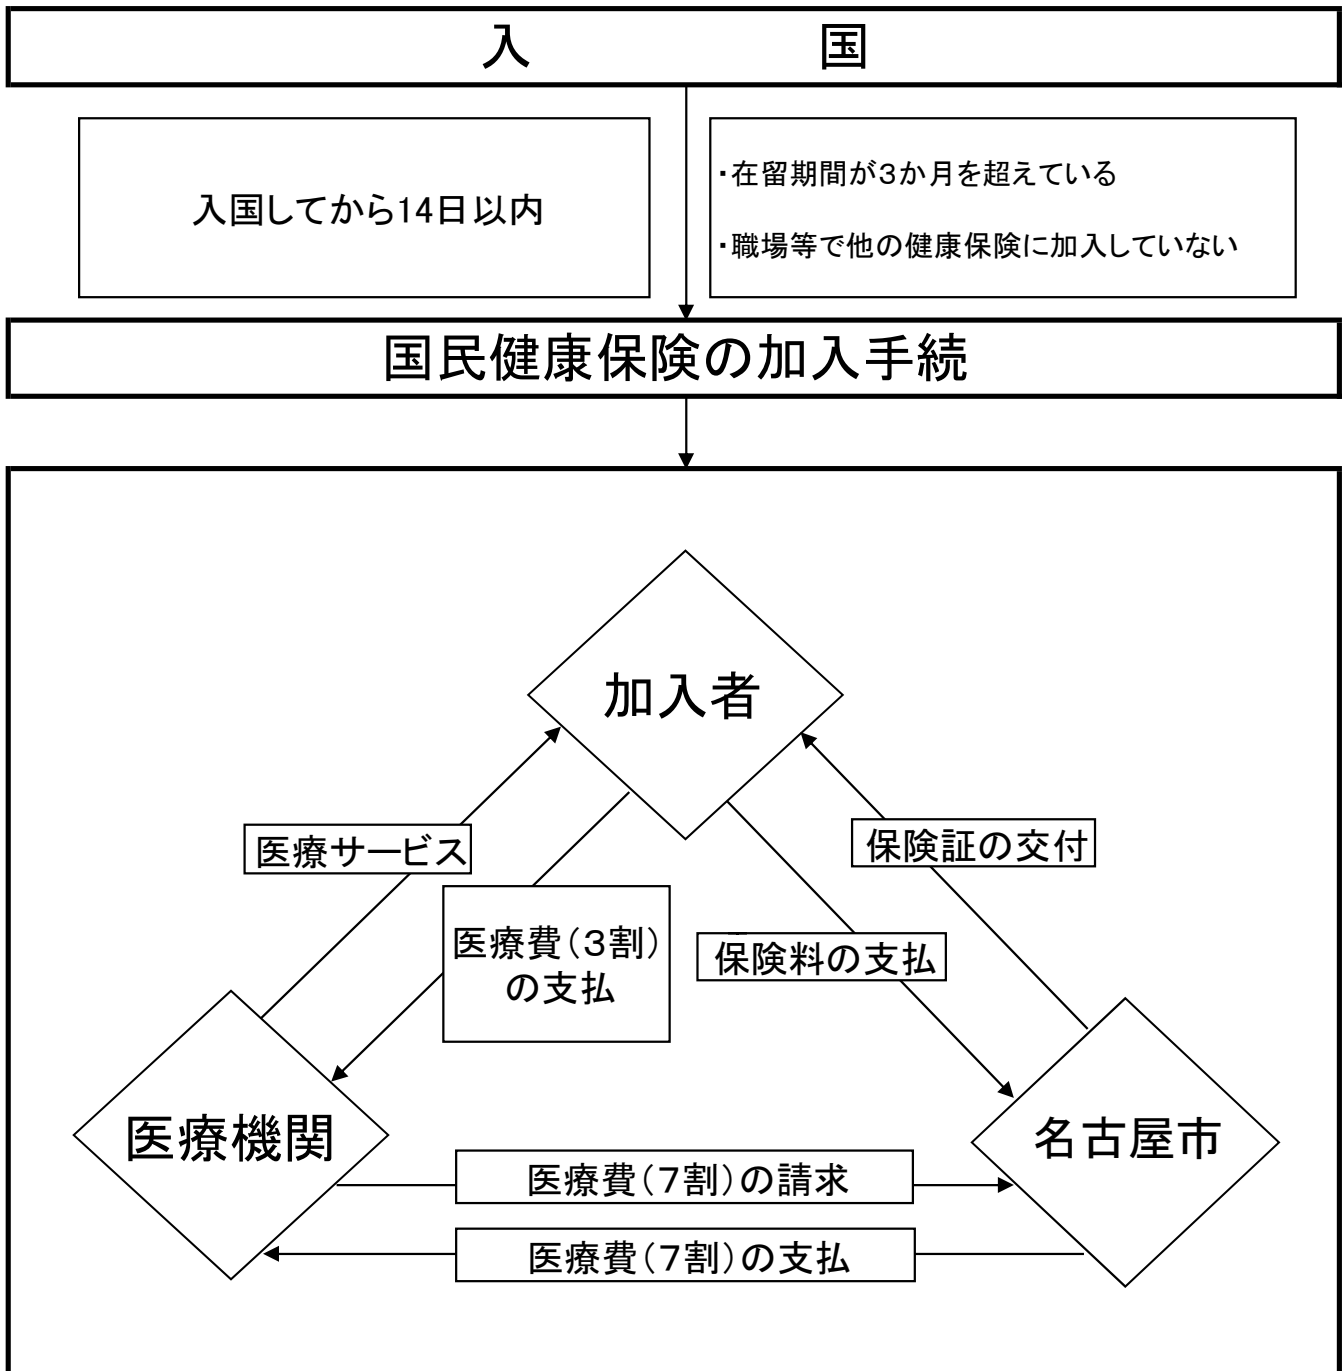 入　国
入国してから14日以内
・在留期間が3か月を超えている
・職場等で他の健康保険に加入していない
国民健康保険の加入手続
加入者
医療サービス
保険証の交付
医療費(3割)
の支払
保険料の支払
医療機関
名古屋市
医療費(7割)の請求
医療費(7割)の支払